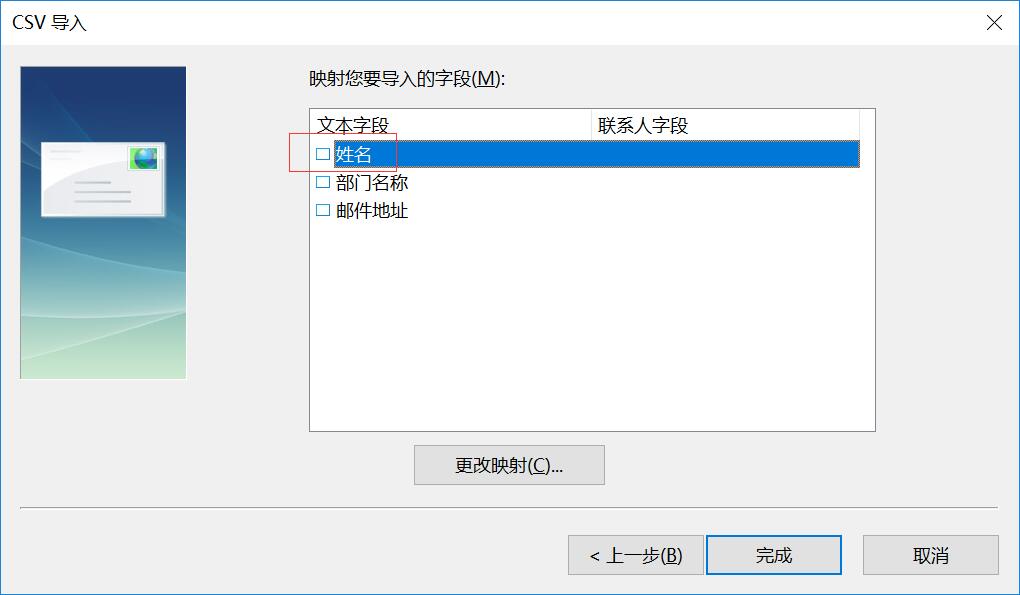 CSV 导入
映射您要导入的字段(M):
文本字段 联系人字段
姓名
部门名称
邮件地址
更改映射(C)...
< 上一步(B) 完成 取消